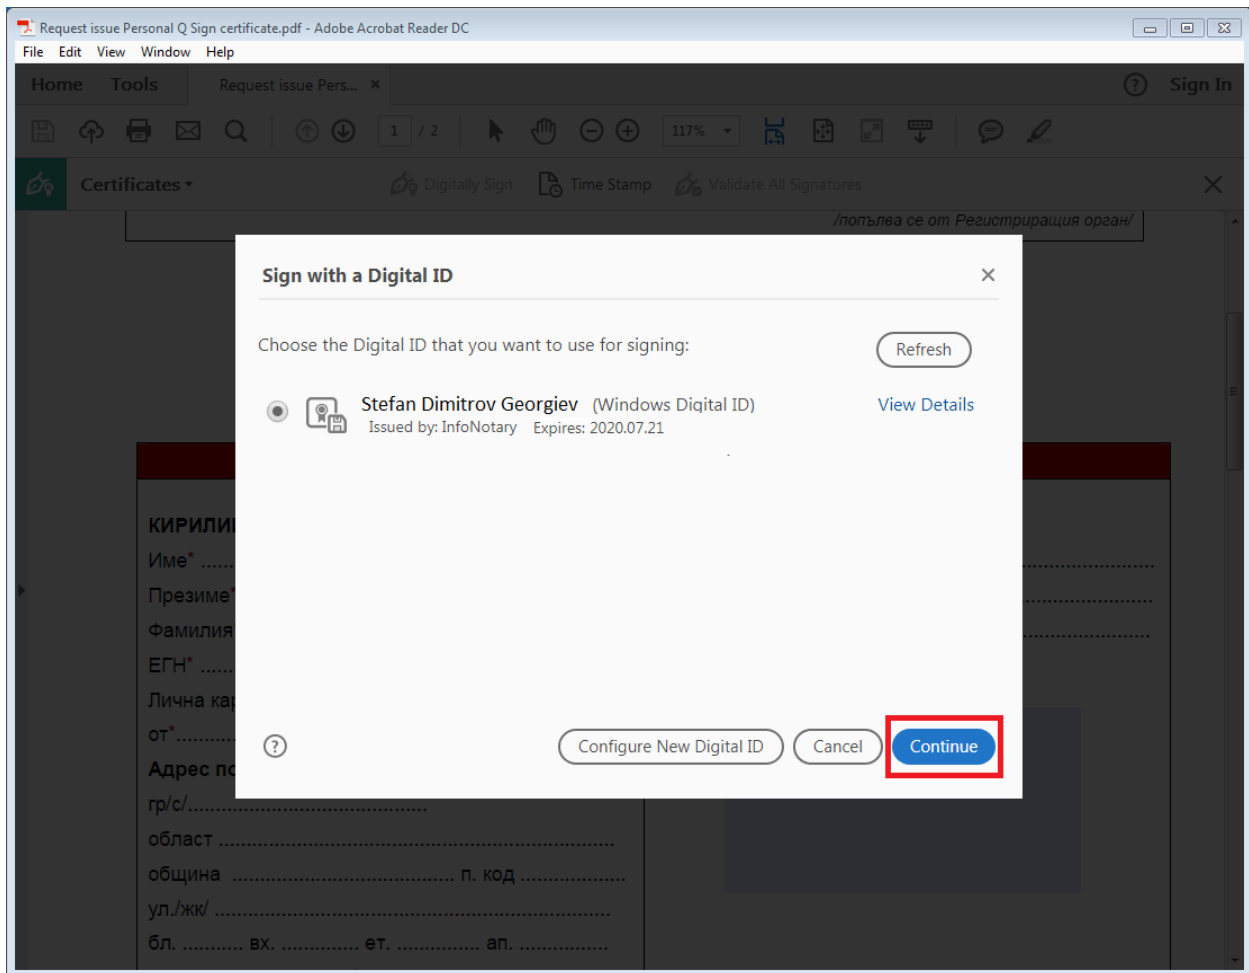 Request issue Personal Q Sign certificate.pdf - Adobe Acrobat Reader DC
File Edit View Window Help
Home Tools Request issue Pers... × ? Sign In
1 / 2 117%
Certificates Digitally Sign Time Stamp Validate All Signatures
/попълва се от Регистриращия орган/
Sign with a Digital ID
Choose the Digital ID that you want to use for signing: Refresh
Stefan Dimitrov Georgiev (Windows Digital ID) View Details
Issued by: InfoNotary Expires: 2020.07.21
Име* ......
Презиме*
Фамилия
ЕГН* ......
Лична
от*..........
Адрес
? Configure New Digital ID Cancel Continue
гр/с/.......................................
област ................................................................
община .................................... п. код .................
ул./жк/ ................................................................
бл. .......... вх. ............ ет. ............. ап. ..............